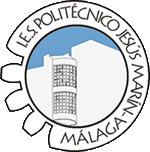 I.E.S. POLITÉCNICO JESÚS MARÍN -
MÁLAGA -